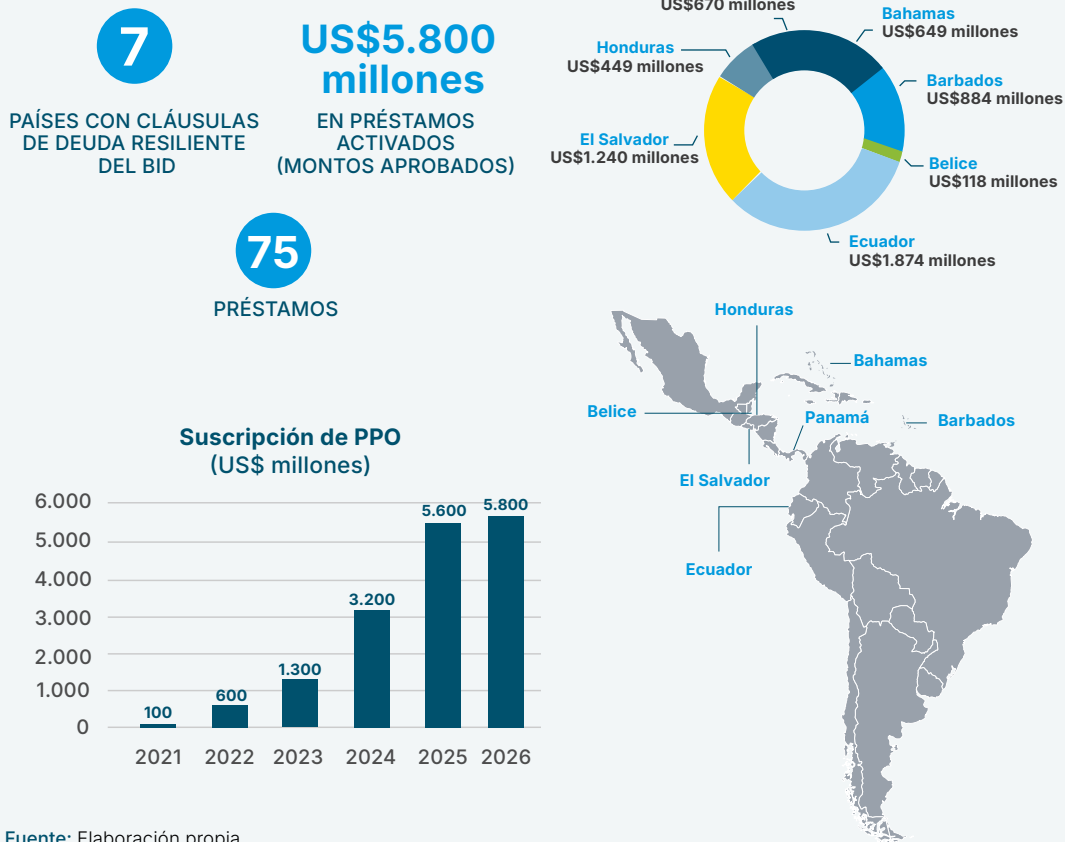 7
PAÍSES CON CLÁUSULAS
DE DEUDA RESILIENTE
DEL BID
US$5.800
millones
EN PRÉSTAMOS
ACTIVADOS
(MONTOS APROBADOS)
75
PRÉSTAMOS
US$670 millones
Bahamas
US$649 millones
Honduras
US$449 millones
Barbados
US$884 millones
El Salvador
US$1.240 millones
Belice
US$118 millones
Ecuador
US$1.874 millones
Honduras
Bahamas
Belice
Panamá
Barbados
El Salvador
Ecuador
Suscripción de PPO
(US$ millones)
6.000
5.000
4.000
3.000
2.000
1.000
0
100
600
1.300
3.200
5.600
5.800
2021 2022 2023 2024 2025 2026
Fuente: Elaboración propia